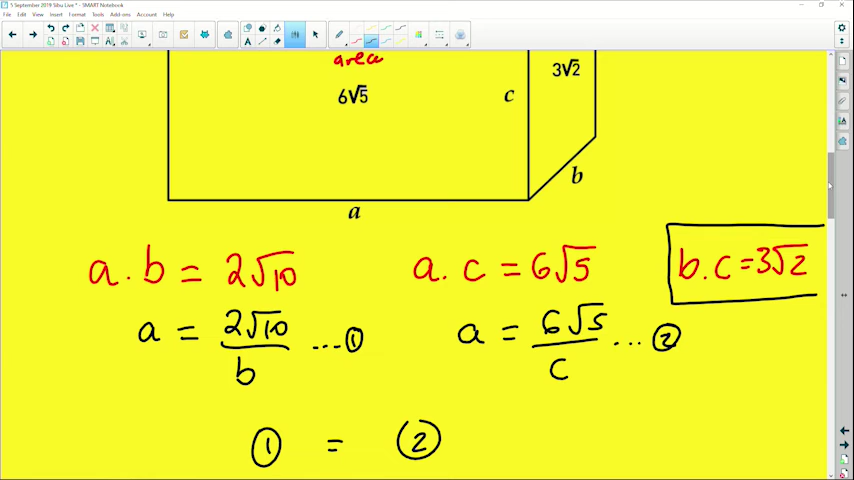 5 September 2019 Sibu Live * - SMART Notebook
File Edit View Insert Format Tools Add-ons Account Help
area
6√5
c
3√2
b
a
a . b = 2√10
a . c = 6√5
b . c = 3√2
a = 2√10/b ...①
a = 6√5/c ...②
① = ②